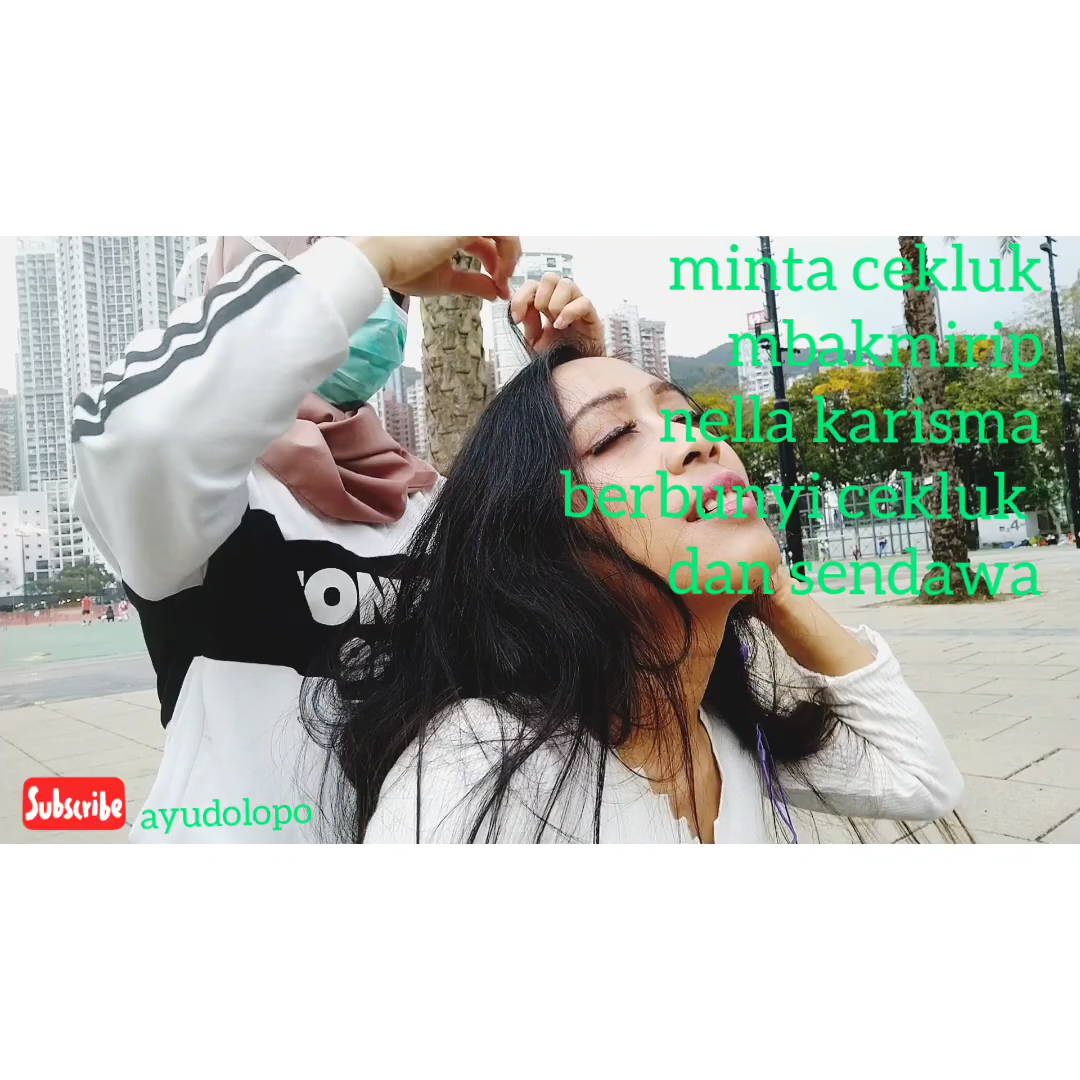 minta cekluk
mbakmirip
nella karisma
berbunyi cekluk
dan sendawa
Subscribe
ayudolopo